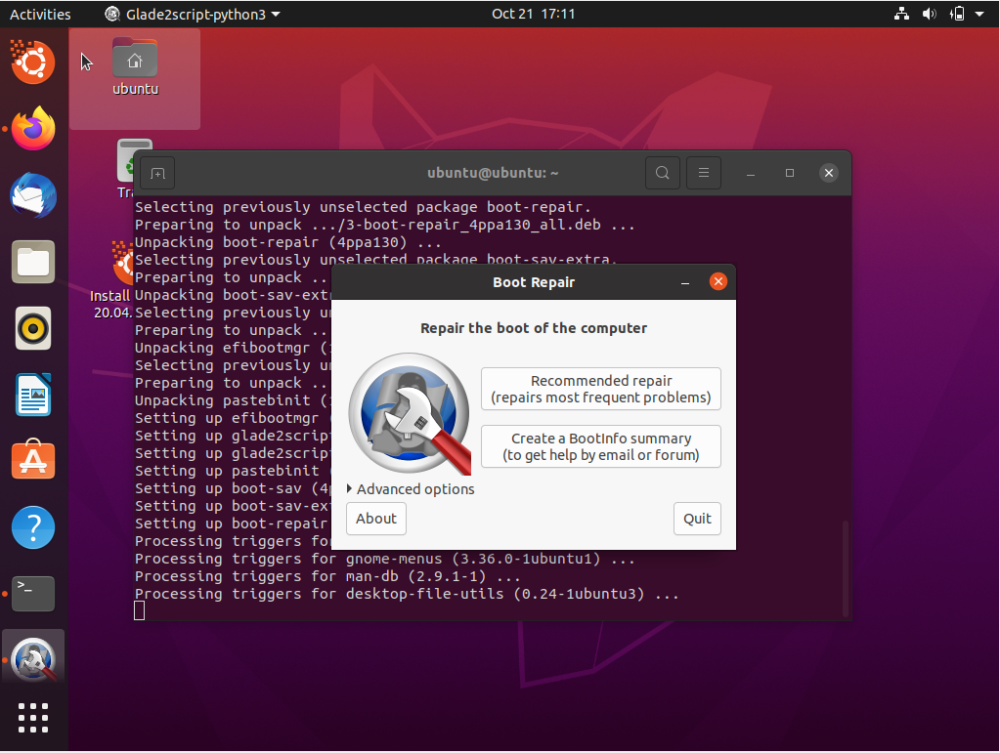 Activities
Glade2script-python3
Oct 21 17:11
ubuntu
ubuntu@ubuntu: ~
Selecting previously unselected package boot-repair.
Preparing to unpack .../3-boot-repair_4ppa130_all.deb ...
Unpacking boot-repair (4ppa130) ...
Selecting previously unselected package boot-sav-extra.
Preparing to unpack ..
Install
Unpacking boot-sav-extr
20.04.
Selecting previously un
Preparing to unpack ..
Unpacking efibootmgr (
Selecting previously un
Preparing to unpack ..
Unpacking pastebinit (
Setting up efibootmgr
Setting up glade2script
Setting up glade2script
Setting up pastebinit
Setting up boot-sav (4p
Setting up boot-sav-ext
Setting up boot-repair
Processing triggers for
Processing triggers for gnome-menus (3.36.0-1ubuntu1) ...
Processing triggers for man-db (2.9.1-1) ...
Processing triggers for desktop-file-utils (0.24-1ubuntu3) ...
Boot Repair
Repair the boot of the computer
Recommended repair
(repairs most frequent problems)
Create a BootInfo summary
(to get help by email or forum)
Advanced options
About
Quit